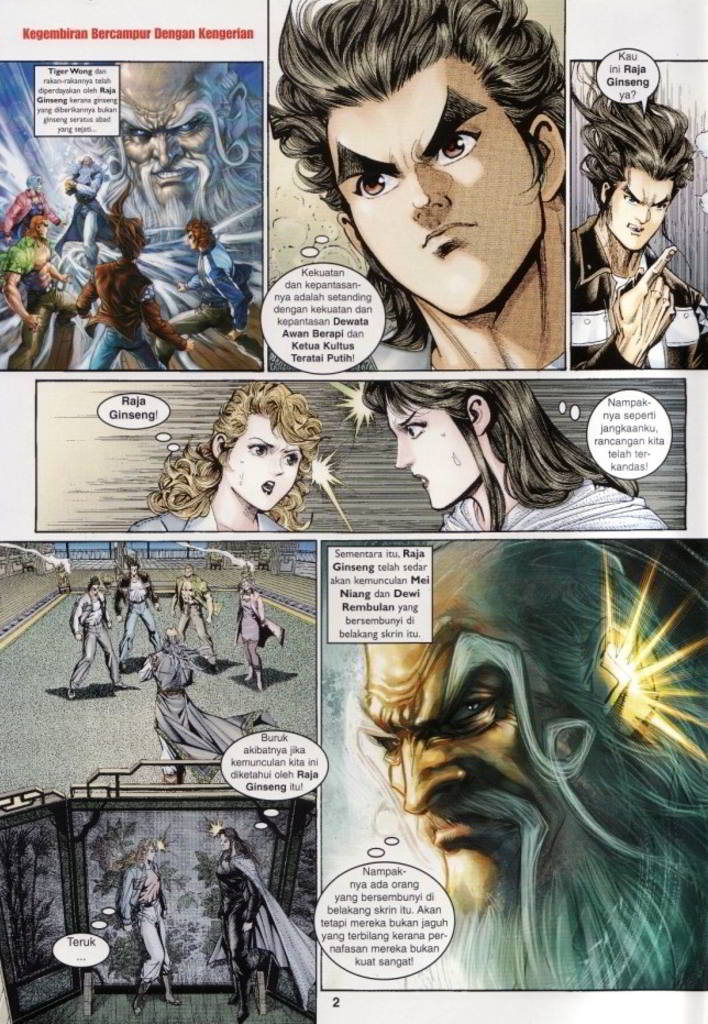 Kegembiran Bercampur Dengan Kengerian
Tiger Wong dan
rakan-rakannya telah
diperdayakan oleh Raja
Ginseng kerana ginseng
yang diberikannya bukan
ginseng seratus abad
yang sejati...
Kekuatan
dan kepantasan-
nya adalah setanding
dengan kekuatan dan
kepantasan Dewata
Awan Berapi dan
Ketua Kultus
Teratai Putih!
Kau
ini Raja
Ginseng
ya?
Raja
Ginseng!
Nampak-
nya seperti
jangkaanku,
rancangan kita
telah ter-
kandas!
Buruk
akibatnya jika
kemunculan kita ini
diketahui oleh Raja
Ginseng itu!
Teruk
...
Sementara itu, Raja
Ginseng telah sedar
akan kemunculan Mei
Niang dan Dewi
Rembulan yang
bersembunyi di
belakang skrin itu.
Nampak-
nya ada orang
yang bersembunyi di
belakang skrin itu. Akan
tetapi mereka bukan jaguh
yang terbilang kerana per-
nafasan mereka bukan
kuat sangat!
2